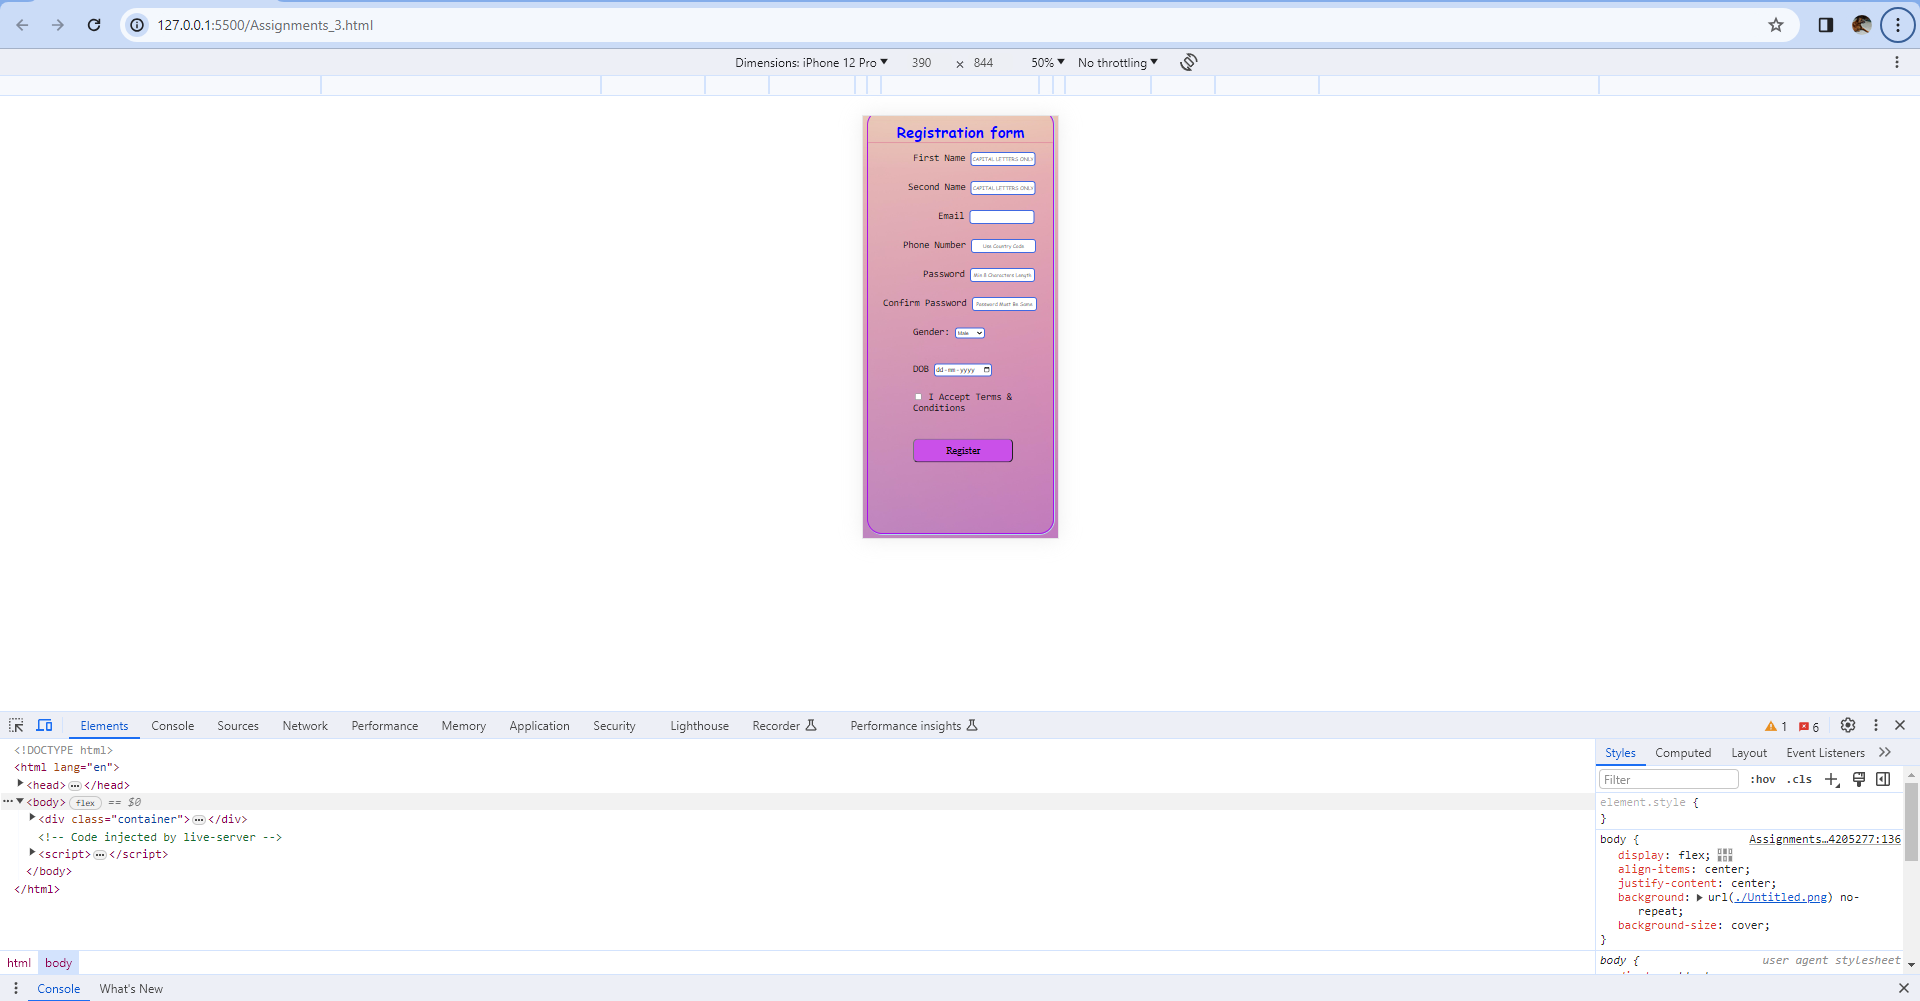 127.0.0.1:5500/Assignments_3.html
Dimensions: iPhone 12 Pro 390 × 844 50% No throttling
Registration form
First Name CAPITAL LETTERS ONLY
Second Name CAPITAL LETTERS ONLY
Email
Phone Number Use Country Code
Password Min 8 Characters Length
Confirm Password Password Must Be Same
Gender: Male
DOB dd-mm-yyyy
I Accept Terms &
Conditions
Register
Elements Console Sources Network Performance Memory Application Security Lighthouse Recorder Performance insights 1 6
<!DOCTYPE html>
<html lang="en">
<head> … </head>
<body> flex == $0
<div class="container"> … </div>
<!-- Code injected by live-server -->
<script> … </script>
</body>
</html>
html body
Styles Computed Layout Event Listeners
Filter :hov .cls
element.style {
}
body { Assignments…4205277:136
display: flex;
align-items: center;
justify-content: center;
background: url(./Untitled.png) no-
repeat;
background-size: cover;
}
body { user agent stylesheet
Console What's New